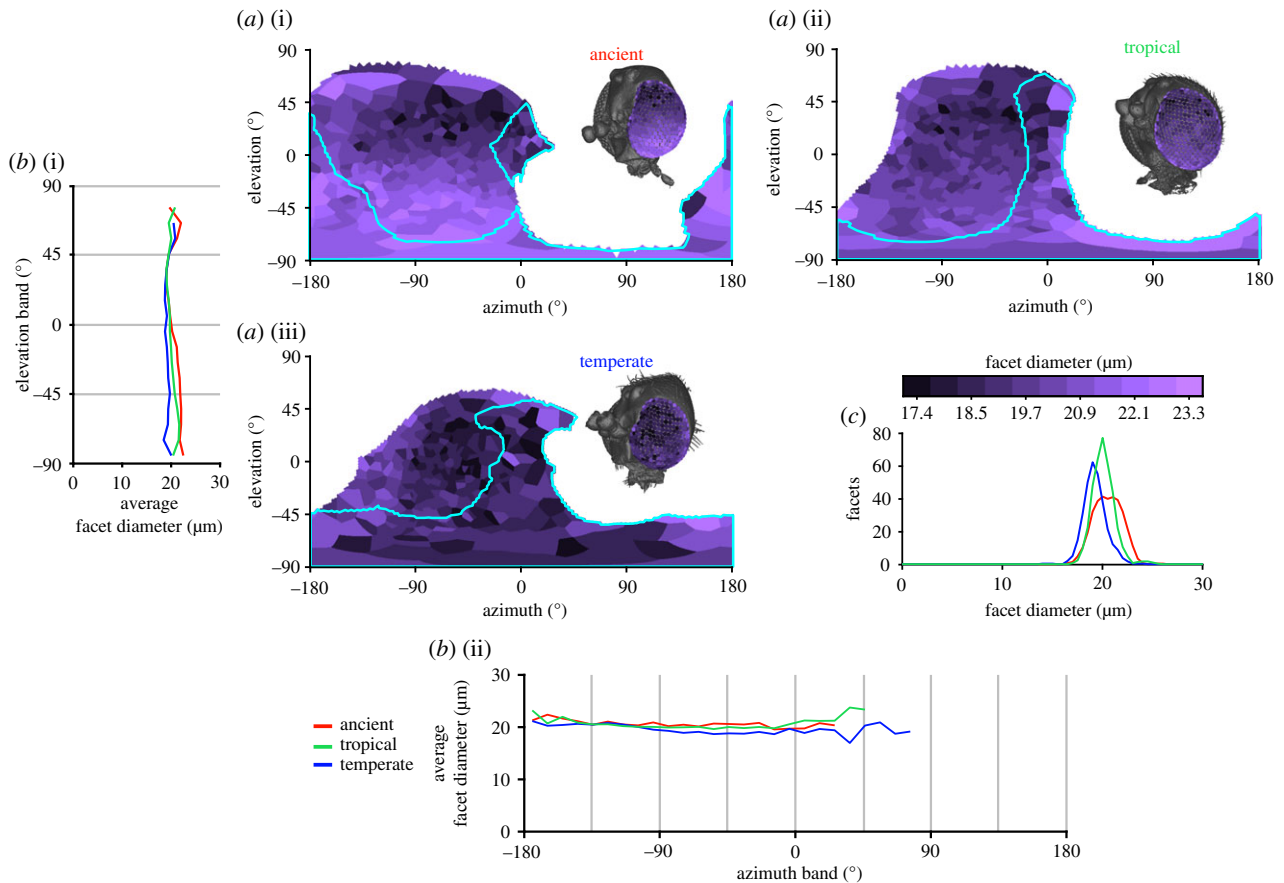 (a) (i)
ancient
90
45
0
–45
–90
elevation (°)
–180
–90
0
90
180
azimuth (°)
(a) (ii)
tropical
90
45
0
–45
–90
elevation (°)
–180
–90
0
90
180
azimuth (°)
(b) (i)
90
45
0
–45
–90
elevation band (°)
0
10
20
30
average
facet diameter (µm)
(a) (iii)
temperate
90
45
0
–45
–90
elevation (°)
–180
–90
0
90
180
azimuth (°)
facet diameter (µm)
17.4
18.5
19.7
20.9
22.1
23.3
(c)
80
60
40
20
0
facets
0
10
20
30
facet diameter (µm)
(b) (ii)
ancient
tropical
temperate
30
20
10
0
average
facet diameter (µm)
–180
–90
0
90
180
azimuth band (°)